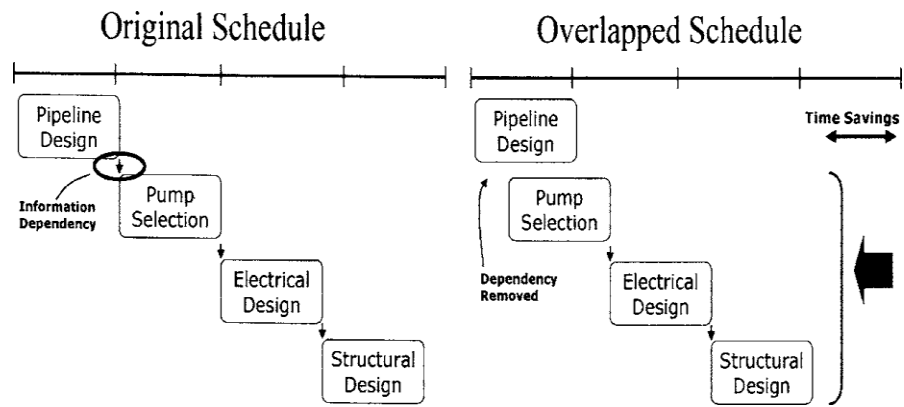 Original Schedule
Pipeline
Design
Information
Dependency
Pump
Selection
Electrical
Design
Structural
Design
Overlapped Schedule
Time Savings
Pipeline
Design
Pump
Selection
Dependency
Removed
Electrical
Design
Structural
Design